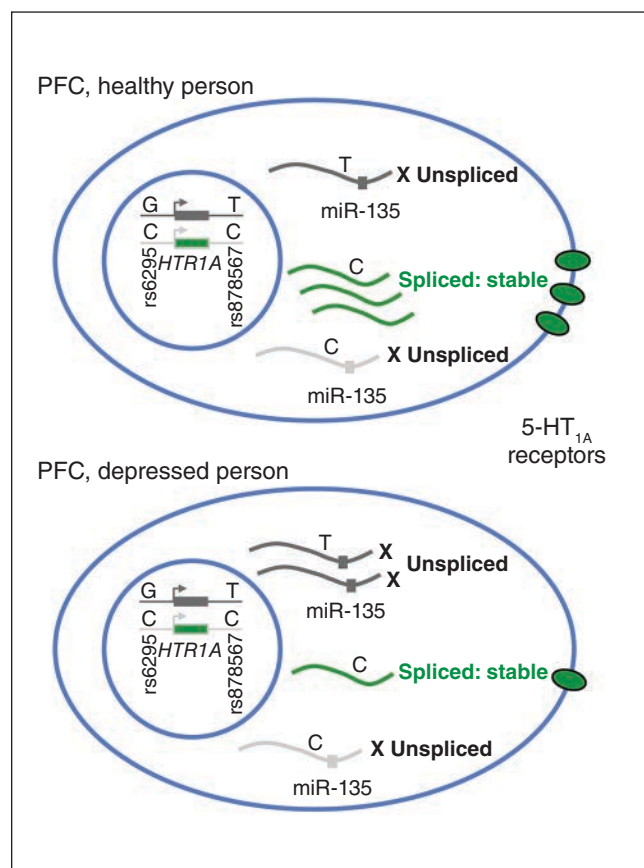 PFC, healthy person
T
X Unspliced
miR-135
G T
C C
HTR1A
rs6295
rs878567
C
Spliced: stable
C
X Unspliced
miR-135
5-HT1A
receptors
PFC, depressed person
T
X
X
Unspliced
miR-135
G T
C C
HTR1A
rs6295
rs878567
C
Spliced: stable
C
X Unspliced
miR-135